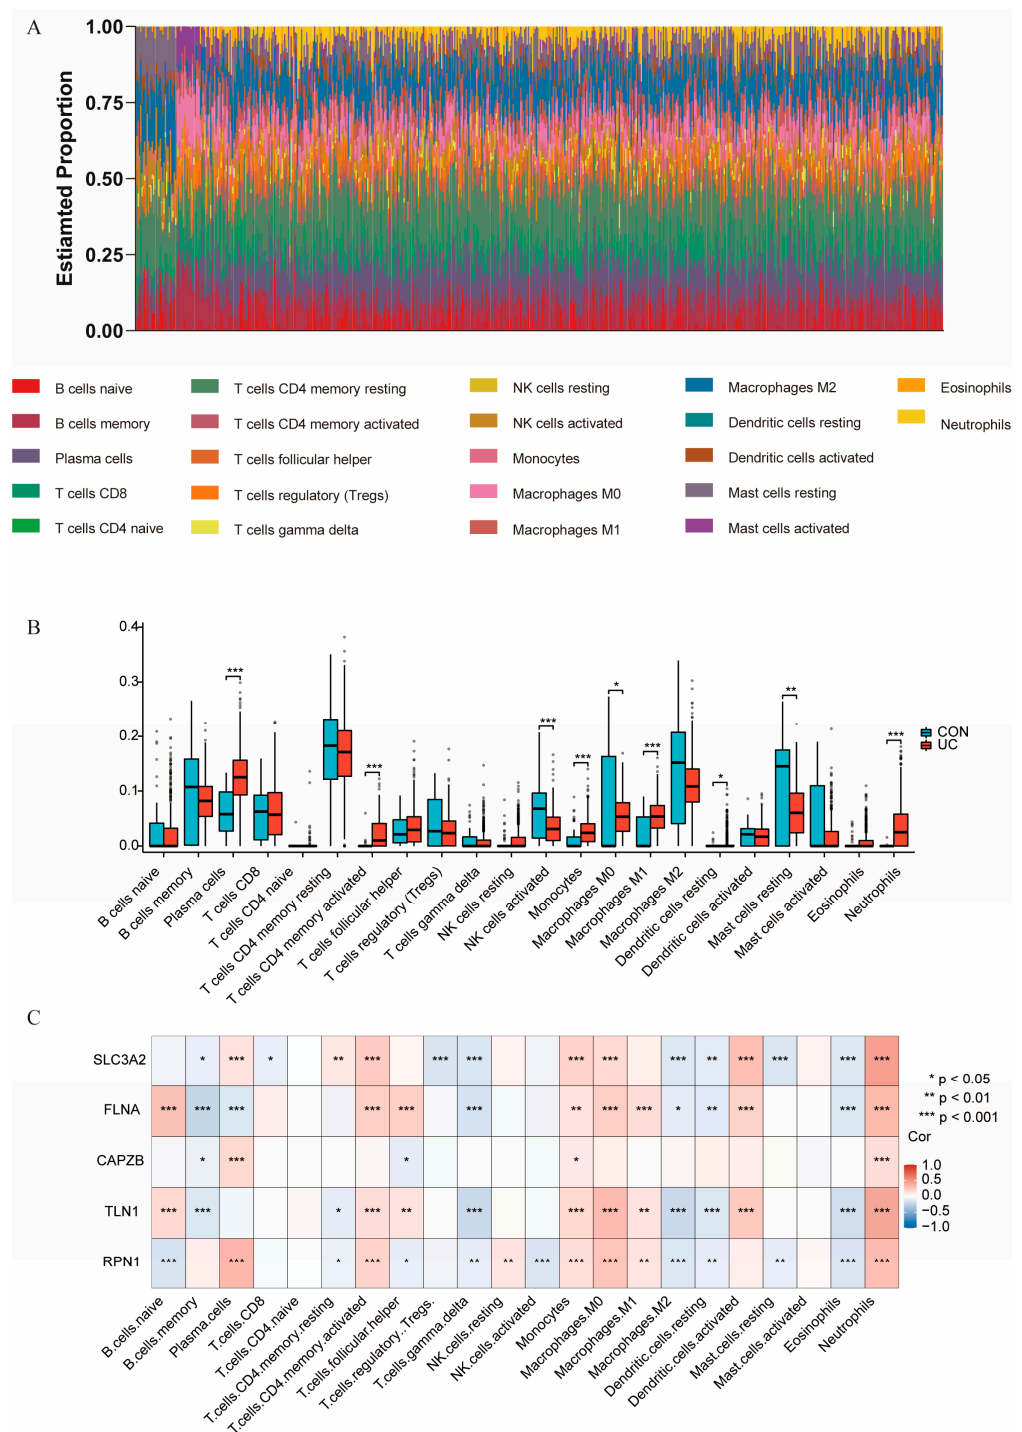 A
Estiamted Proportion
1.00
0.75
0.50
0.25
0.00
B cells naive
B cells memory
Plasma cells
T cells CD8
T cells CD4 naive
T cells CD4 memory resting
T cells CD4 memory activated
T cells follicular helper
T cells regulatory (Tregs)
T cells gamma delta
NK cells resting
NK cells activated
Monocytes
Macrophages M0
Macrophages M1
Macrophages M2
Dendritic cells resting
Dendritic cells activated
Mast cells resting
Mast cells activated
Eosinophils
Neutrophils
B
0.4
0.3
0.2
0.1
0.0
***
***
***
***
*
***
*
**
***
CON
UC
B cells naive
B cells memory
Plasma cells
T cells CD8
T cells CD4 naive
T cells CD4 memory resting
T cells CD4 memory activated
T cells follicular helper
T cells regulatory (Tregs)
T cells gamma delta
NK cells resting
NK cells activated
Monocytes
Macrophages M0
Macrophages M1
Macrophages M2
Dendritic cells resting
Dendritic cells activated
Mast cells resting
Mast cells activated
Eosinophils
Neutrophils
C
SLC3A2 * *** * ** *** *** *** *** *** *** ** *** *** *** ***
FLNA *** *** *** *** *** *** ** *** *** * ** *** *** ***
CAPZB * *** * * ***
TLN1 *** *** * *** ** *** *** *** ** *** *** *** *** ***
RPN1 *** *** * *** * ** ** *** *** *** ** *** ** ** *** ***
* p < 0.05
** p < 0.01
*** p < 0.001
Cor
1.0
0.5
0.0
−0.5
−1.0
B.cells.naive
B.cells.memory
Plasma.cells
T.cells.CD8
T.cells.CD4.naive
T.cells.CD4.memory.resting
T.cells.CD4.memory.activated
T.cells.follicular.helper
T.cells.regulatory..Tregs.
T.cells.gamma.delta
NK.cells.resting
NK.cells.activated
Monocytes
Macrophages.M0
Macrophages.M1
Macrophages.M2
Dendritic.cells.resting
Dendritic.cells.activated
Mast.cells.resting
Mast.cells.activated
Eosinophils
Neutrophils